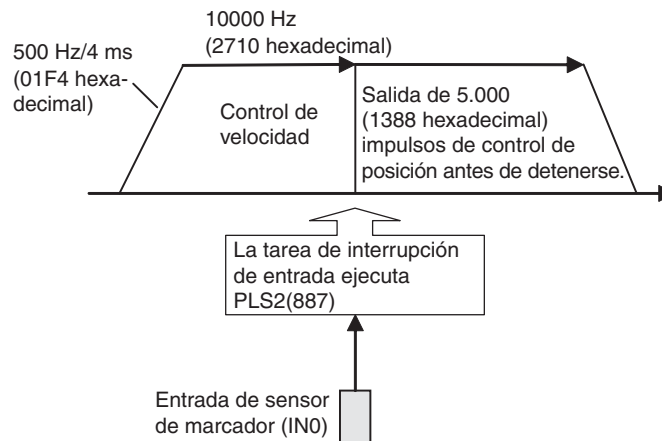 10000 Hz
(2710 hexadecimal)
500 Hz/4 ms
(01F4 hexa-
decimal)
Control de
velocidad
Salida de 5.000
(1388 hexadecimal)
impulsos de control de
posición antes de detenerse.
La tarea de interrupción
de entrada ejecuta
PLS2(887)
Entrada de sensor
de marcador (IN0)